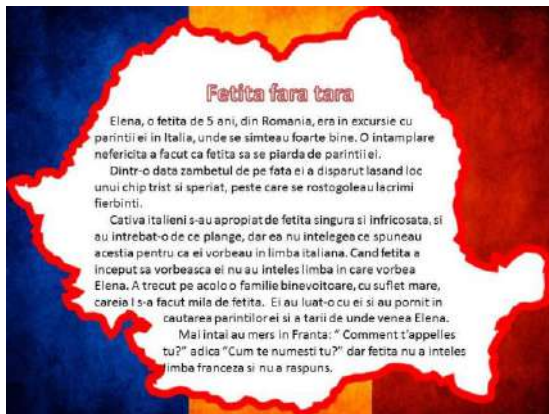 Fetita fara tara
Elena, o fetita de 5 ani, din Romania, era in excursie cu
parintii ei in Italia, unde se simteau foarte bine. O intamplare
nefericita a facut ca fetita sa se piarda de parintii ei.
Dintr-o data zambetul de pe fata ei a disparut lasand loc
unui chip trist si speriat, peste care se rostogoleau lacrimi
fierbinti.
Cativa italieni s-au apropiat de fetita singura si infricosata, si
au intrebat-o de ce plange, dar ea nu intelegea ce spuneau
acestia pentru ca ei vorbeau in limba italiana. Cand fetita a
inceput sa vorbeasca ei nu au inteles limba in care vorbea
Elena. A trecut pe acolo o familie binevoitoare, cu suflet mare,
careia I s-a facut mila de fetita. Ei au luat-o cu ei si au pornit in
cautarea parintilor ei si a tarii de unde venea Elena.
Mai intai au mers in Franta: " Comment t'appelles
tu?" adica "Cum te numesti tu?" dar fetita nu a inteles
limba franceza si nu a raspuns.